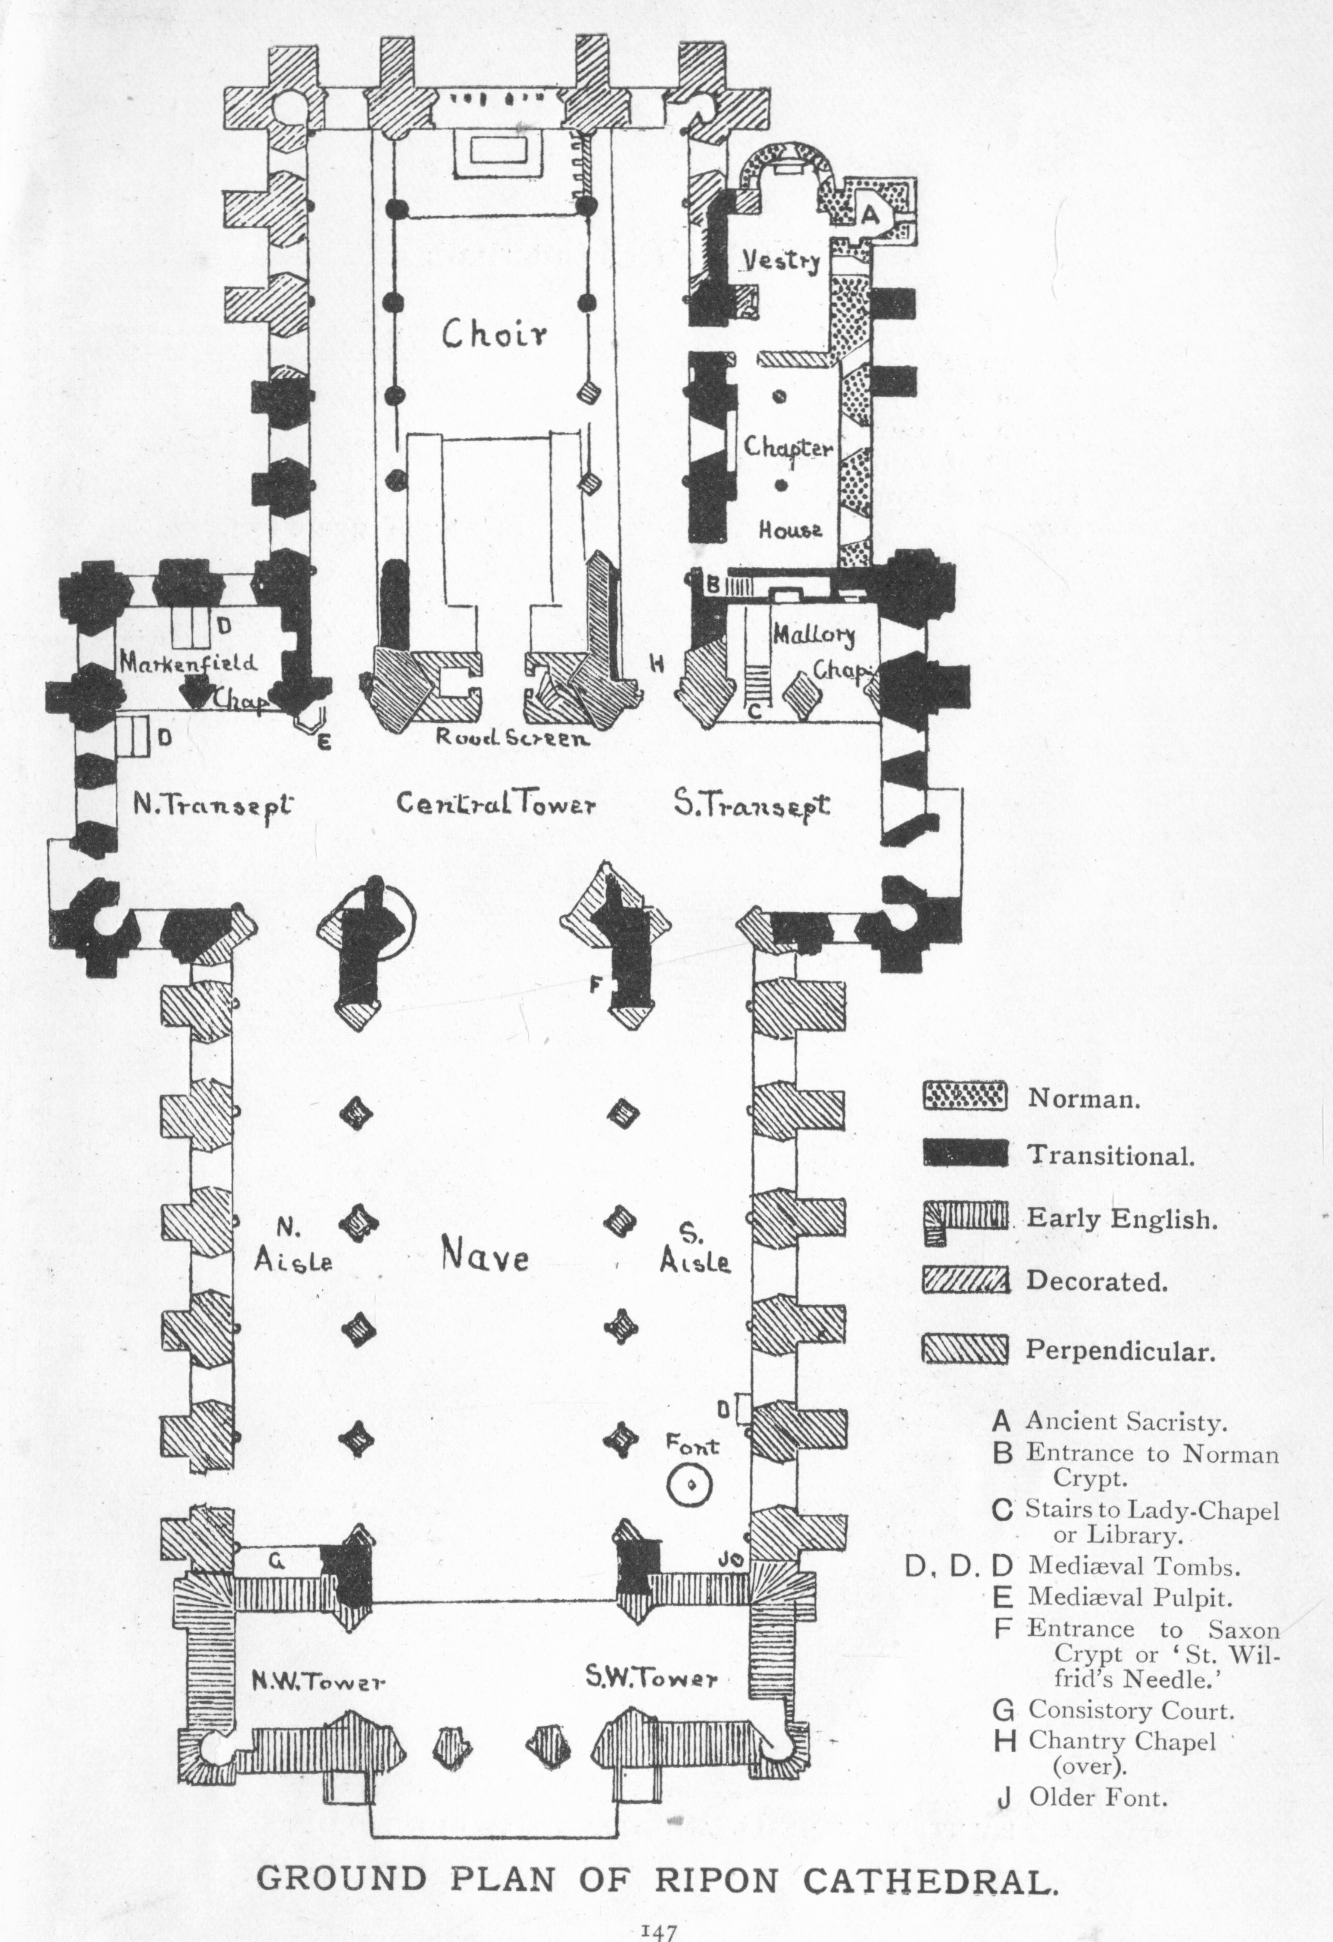 A
Vestry
Choir
Chapter
House
B
D
Mallory
Markenfield
H
Chap.
Chap
C
D
E
Rood Screen
N. Transept
Central Tower
S. Transept
F
Norman.
Transitional.
N.
Aisle
Nave
S.
Aisle
Early English.
Decorated.
Perpendicular.
D
Font
A Ancient Sacristy.
B Entrance to Norman
Crypt.
C Stairs to Lady-Chapel
or Library.
G
J
D, D. D Mediæval Tombs.
E Mediæval Pulpit.
F Entrance to Saxon
Crypt or ‘St. Wil-
frid's Needle.’
N.W. Tower
S.W. Tower
G Consistory Court.
H Chantry Chapel
(over).
J Older Font.
GROUND PLAN OF RIPON CATHEDRAL.
147